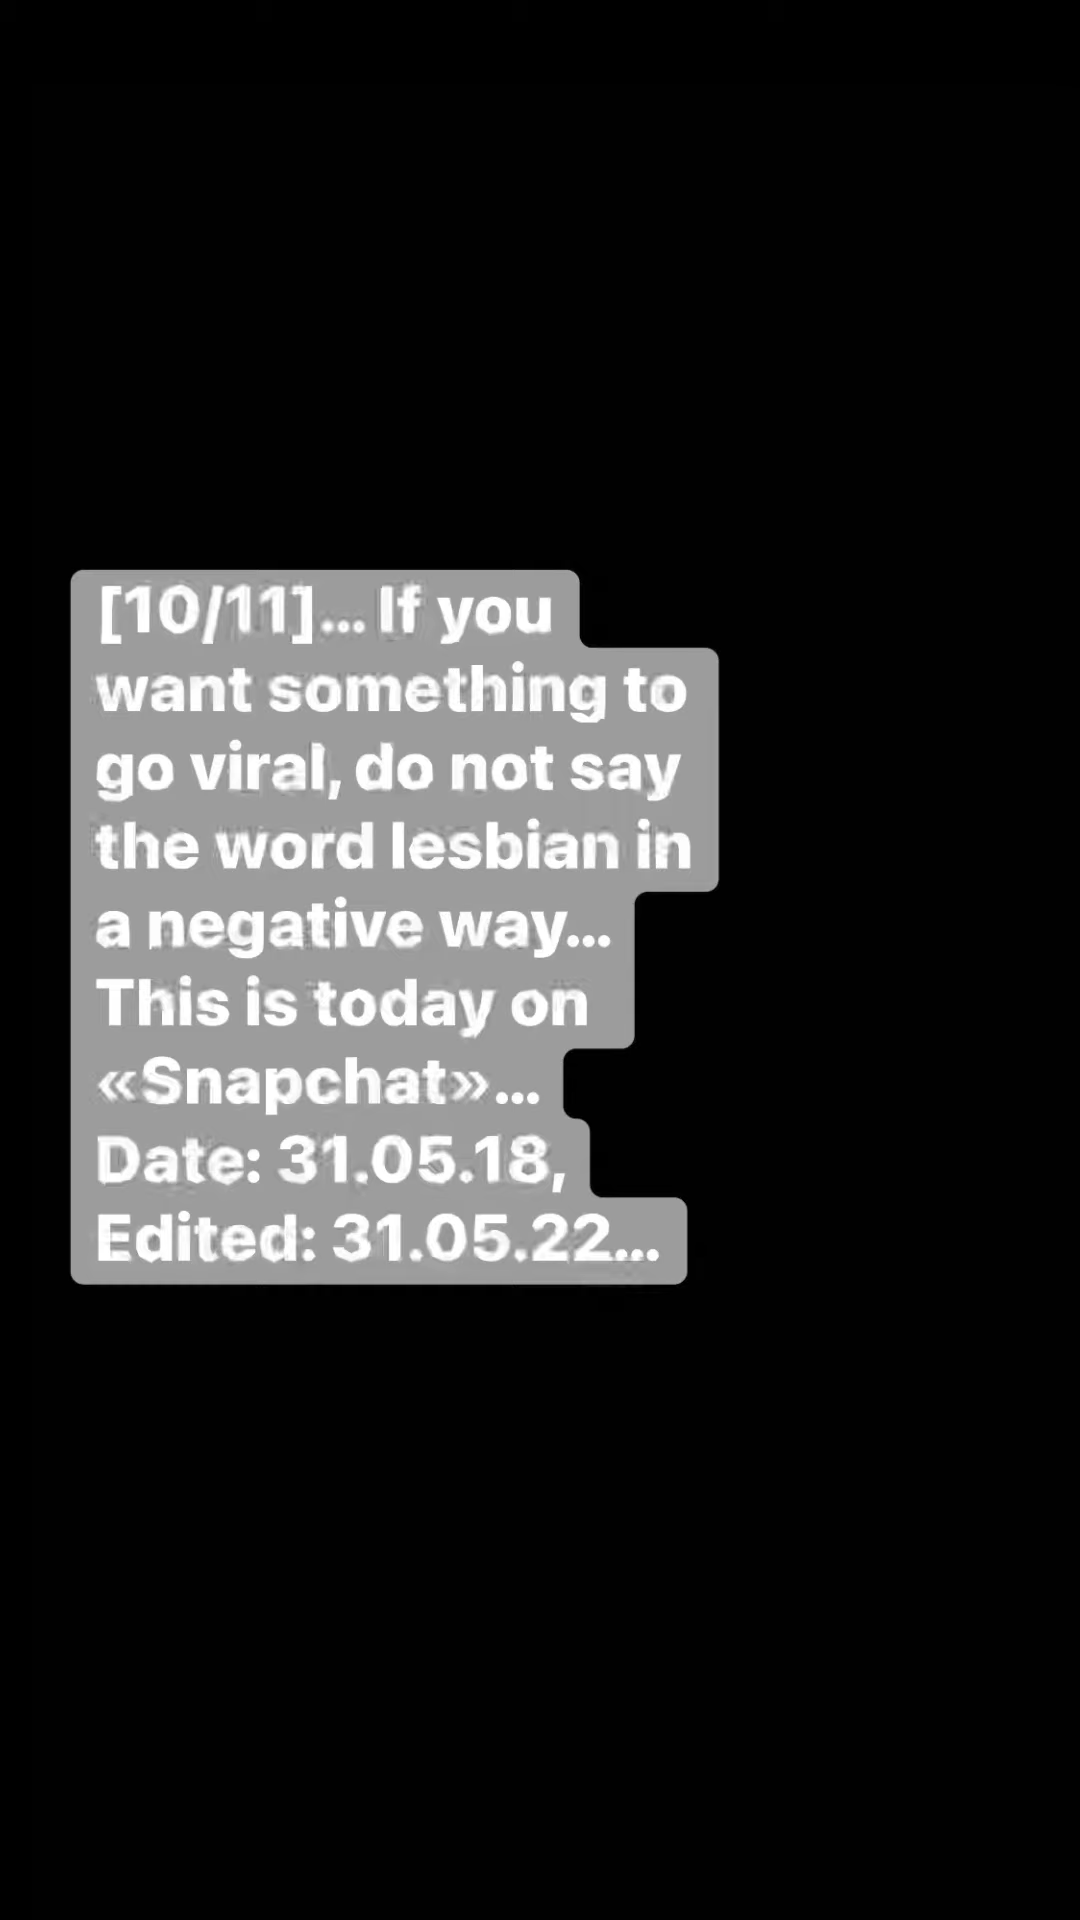 [10/11]... If you
want something to
go viral, do not say
the word lesbian in
a negative way...
This is today on
«Snapchat»...
Date: 31.05.18,
Edited: 31.05.22...